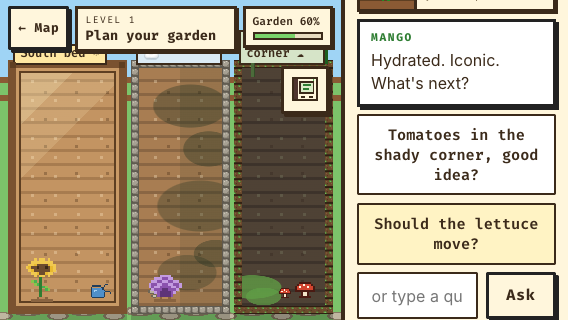 ← Map
LEVEL 1
Plan your garden
Garden 60%
South bed
corner ☁
MANGO
Hydrated. Iconic.
What's next?
Tomatoes in the
shady corner, good
idea?
Should the lettuce
move?
or type a qu
Ask